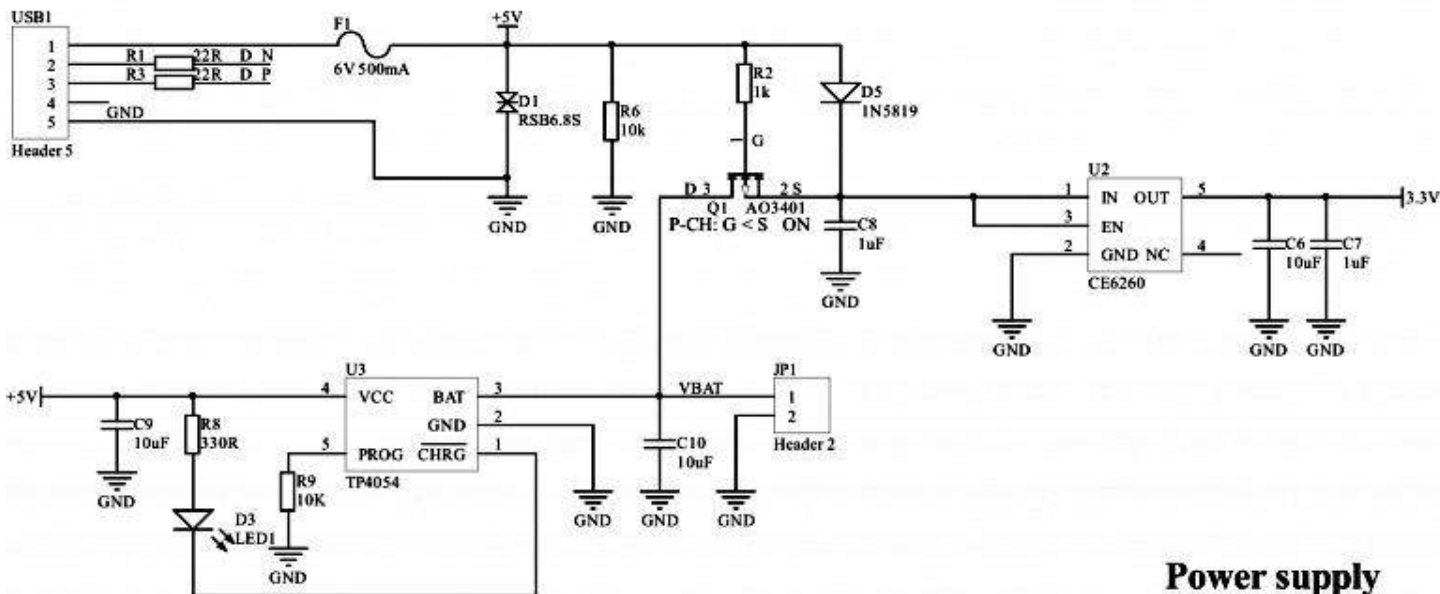 USB1
1
2
3
4
5
Header 5
R1 22R D_N
R3 22R D_P
GND
F1
6V 500mA
+5V
D1
RSB6.8S
GND
R6
10k
GND
R2
1k
1 G
D 3 2 S
Q1 AO3401
P-CH: G < S ON
D5
1N5819
C8
1uF
GND
U2
1 IN OUT 5
3 EN
2 GND NC 4
CE6260
GND
3.3V
C6
10uF
GND
C7
1uF
GND
+5V
C9
10uF
GND
R8
330R
D3
LED1
U3
4 VCC BAT 3
GND 2
5 PROG CHRG 1
TP4054
R9
10K
GND
GND
VBAT
C10
10uF
GND
JP1
1
2
Header 2
GND
Power supply